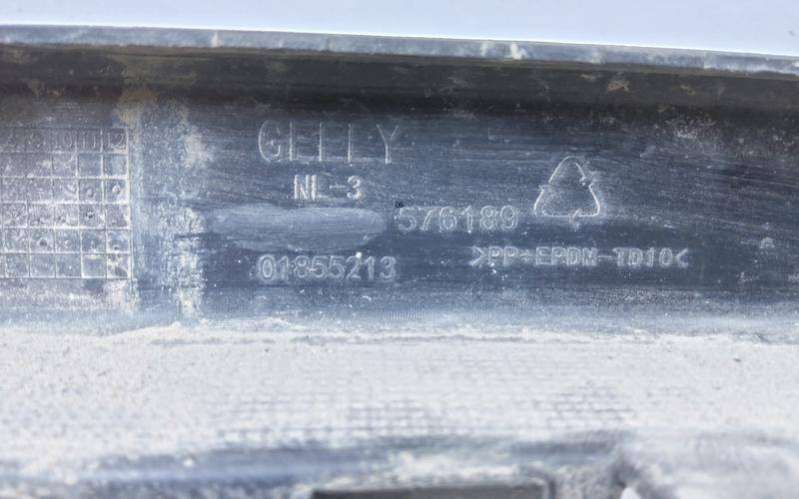 GEELY
NL-3
576189
01855213
>PP+EPDM-TD10<